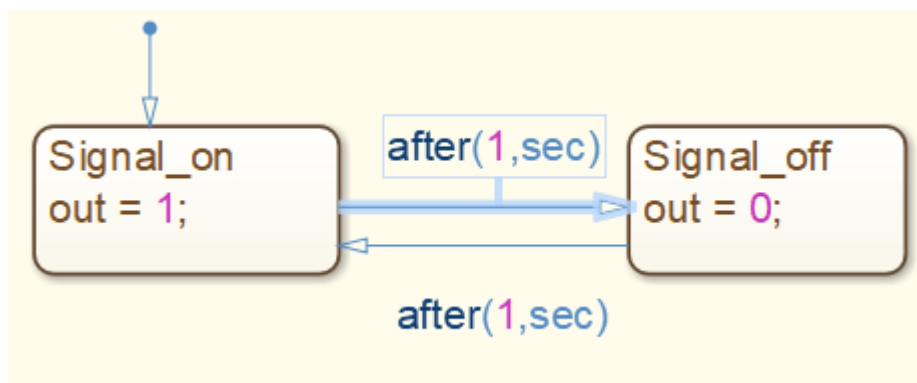 Signal_on
out = 1;
after(1,sec)
Signal_off
out = 0;
after(1,sec)